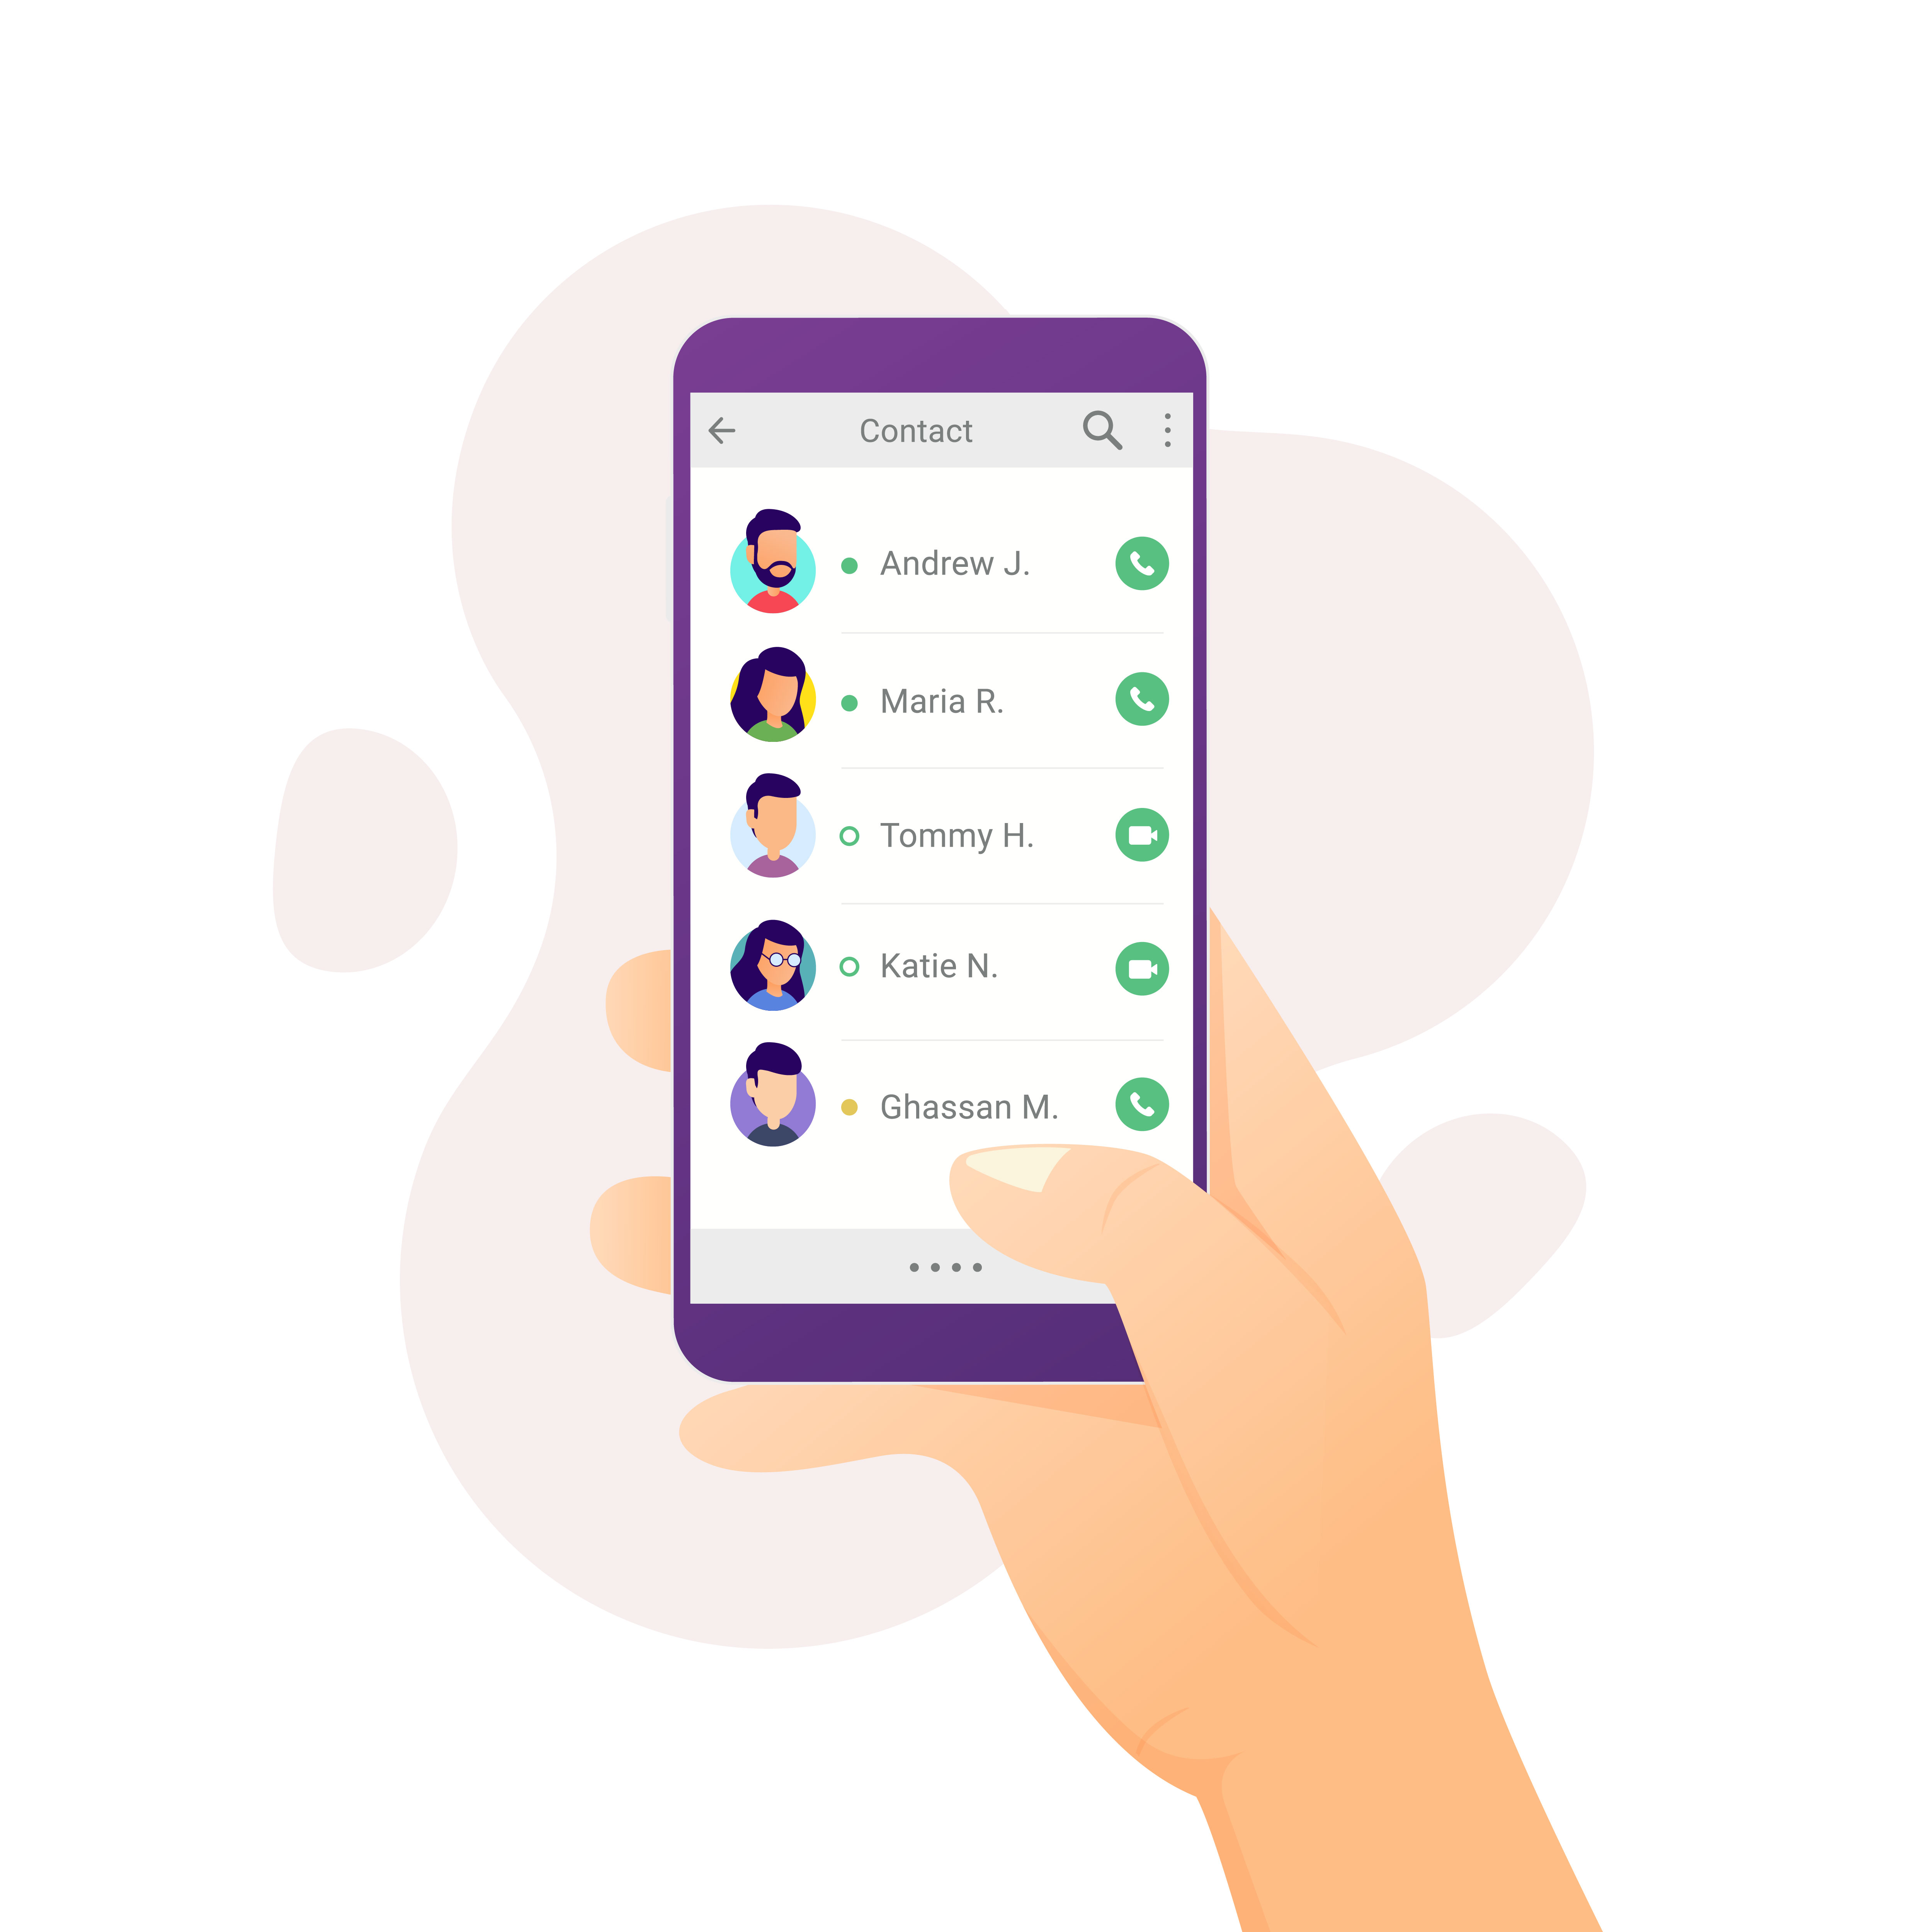 Contact
Andrew J.
Maria R.
Tommy H.
Katie N.
Ghassan M.